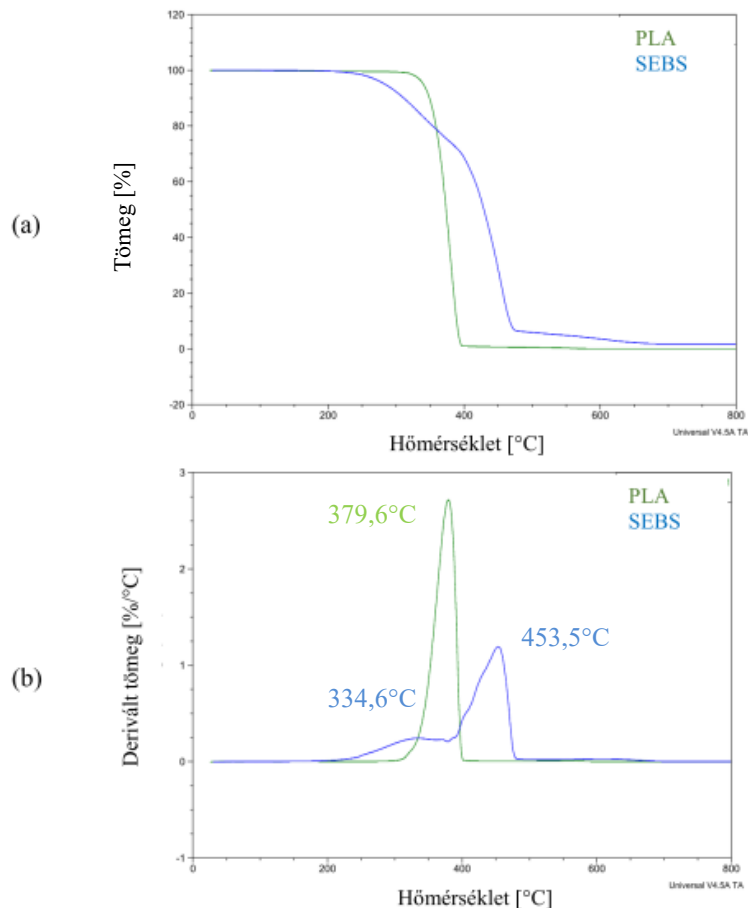 120
100
80
60
40
20
0
-20
PLA
SEBS
(a)
Tömeg [%]
0
200
400
600
800
Hőmérséklet [°C]
Universal V4.5A TA
3
2
1
0
-1
PLA
SEBS
379,6°C
453,5°C
334,6°C
(b)
Derivált tömeg [%/°C]
0
200
400
600
800
Hőmérséklet [°C]
Universal V4.5A TA